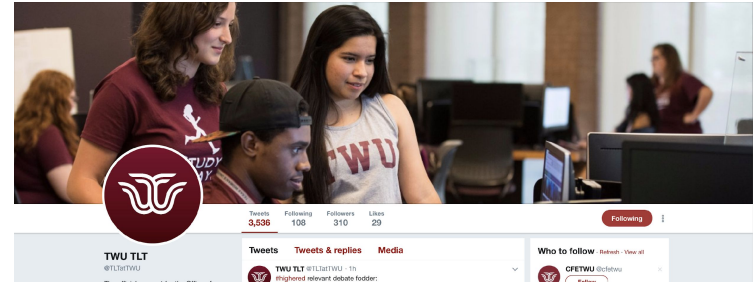 STUDY
TWU
Tweets Following Followers Likes
3,536 108 310 29
Following
TWU TLT
@TLTatTWU
Tweets Tweets & replies Media
TWU TLT @TLTatTWU · 1h
#highered relevant debate fodder:
Who to follow · Refresh · View all
CFETWU @cfetwu
Follow